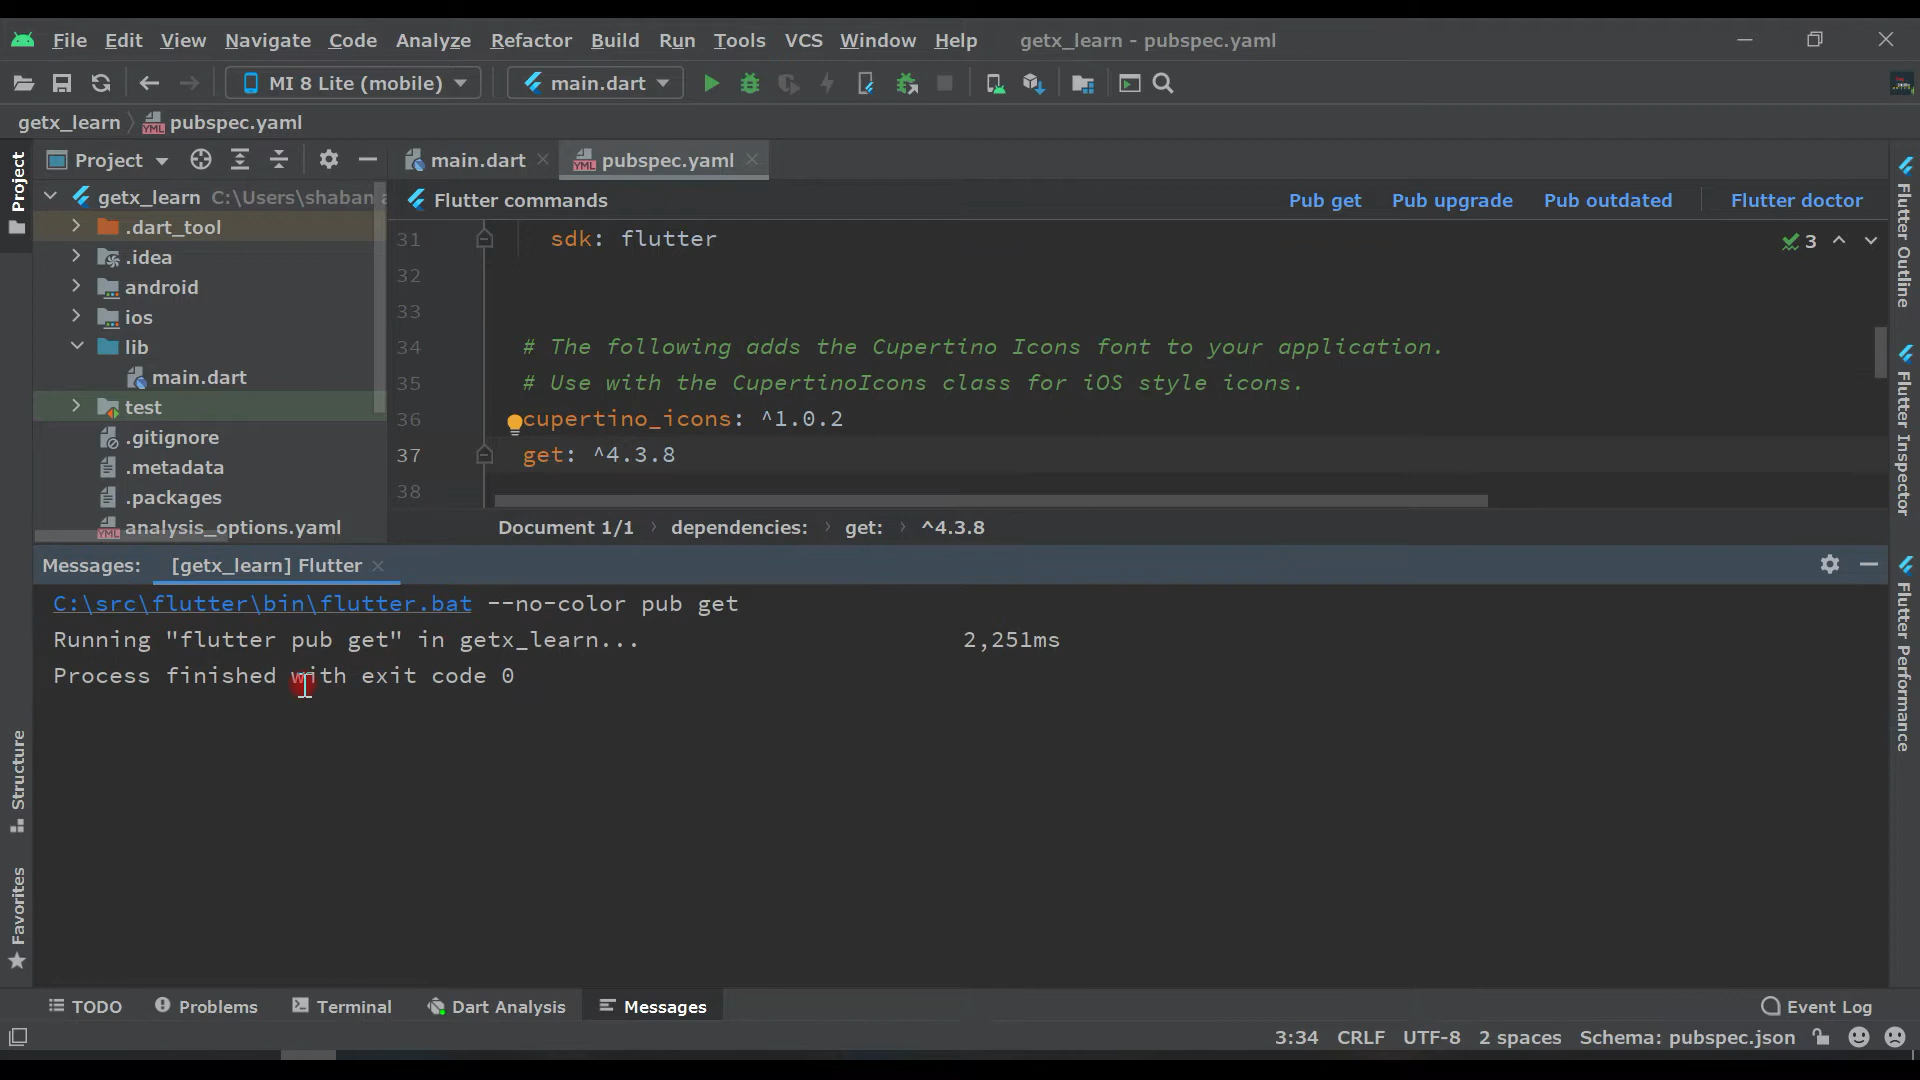 File Edit View Navigate Code Analyze Refactor Build Run Tools VCS Window Help getx_learn - pubspec.yaml
MI 8 Lite (mobile) main.dart
getx_learn pubspec.yaml
Project main.dart pubspec.yaml
Project
getx_learn C:\Users\shaban
Flutter commands Pub get Pub upgrade Pub outdated Flutter doctor
.dart_tool
.idea
android
ios
lib
main.dart
test
.gitignore
.metadata
.packages
analysis_options.yaml
31 sdk: flutter
3
32
33
34 # The following adds the Cupertino Icons font to your application.
35 # Use with the CupertinoIcons class for iOS style icons.
36 cupertino_icons: ^1.0.2
37 get: ^4.3.8
38
Document 1/1 dependencies: get: ^4.3.8
Flutter Outline
Flutter Inspector
Flutter Performance
Messages: [getx_learn] Flutter
C:\src\flutter\bin\flutter.bat --no-color pub get
Running "flutter pub get" in getx_learn... 2,251ms
Process finished with exit code 0
Structure
Favorites
TODO Problems Terminal Dart Analysis Messages Event Log
3:34 CRLF UTF-8 2 spaces Schema: pubspec.json